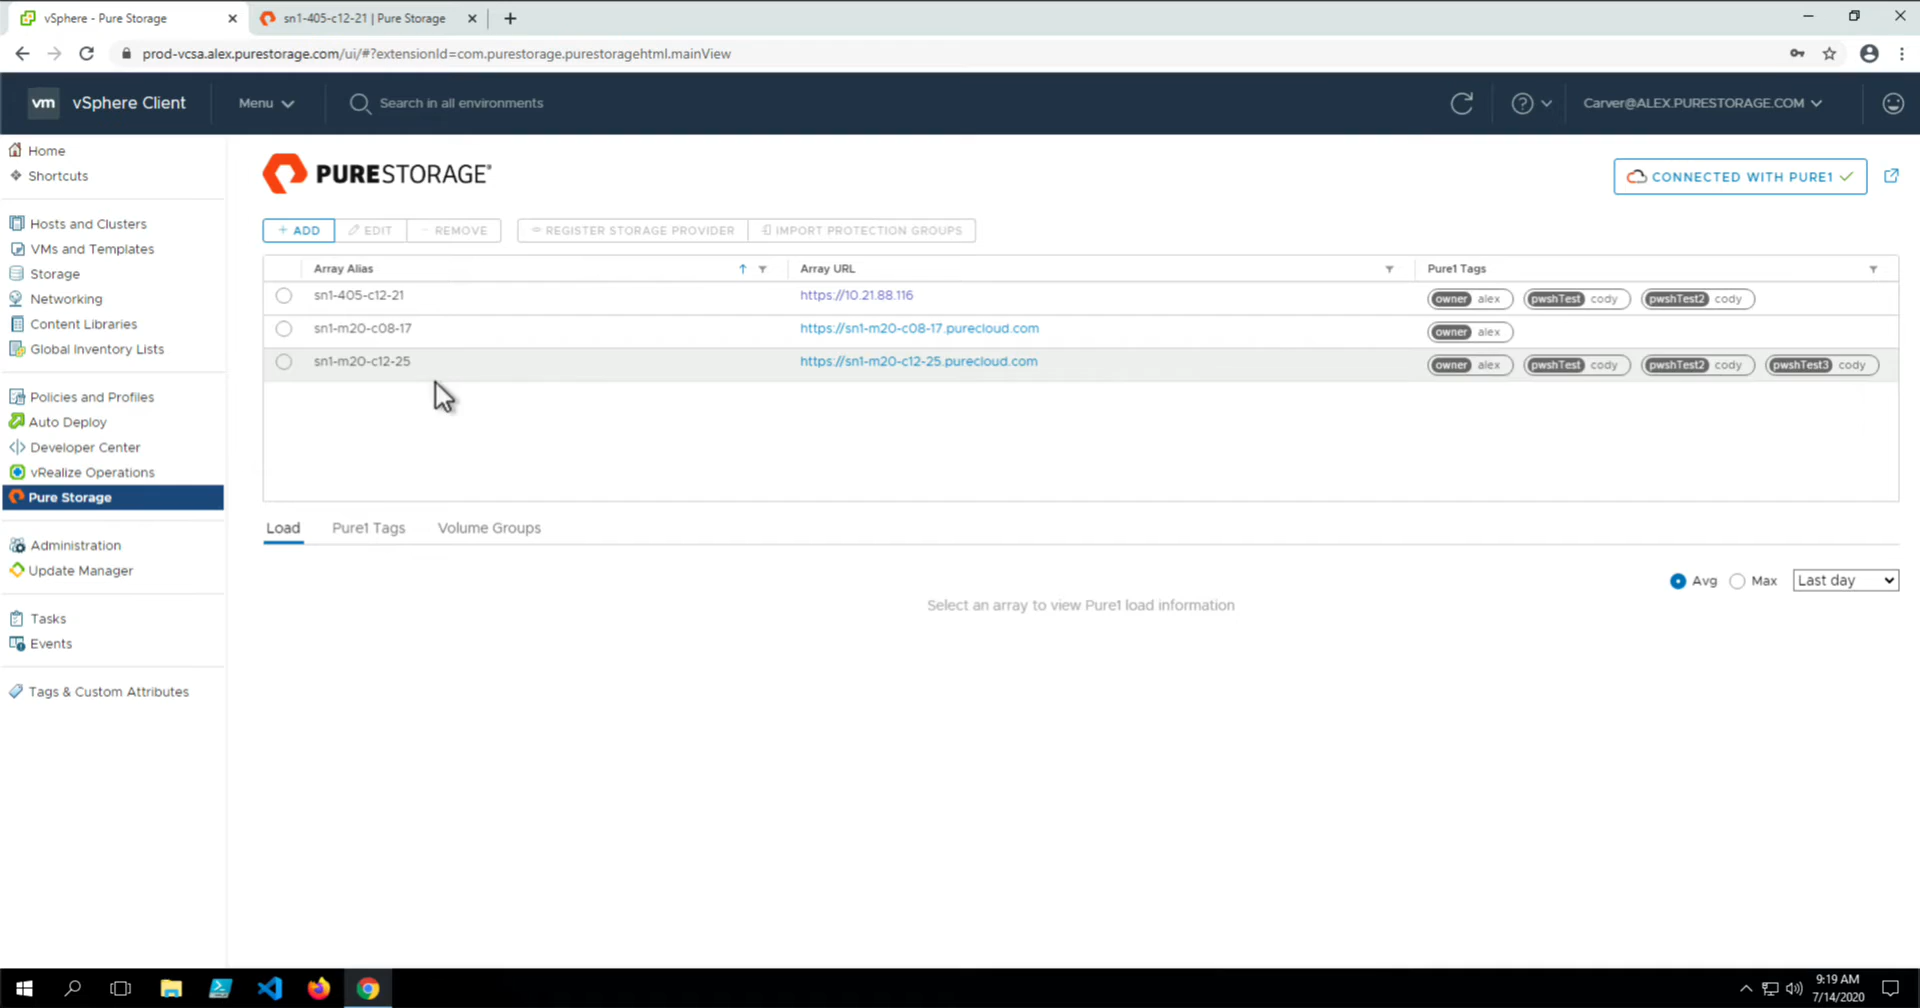 vSphere - Pure Storage
sn1-405-c12-21 | Pure Storage
prod-vcsa.alex.purestorage.com/ui/#?extensionId=com.purestorage.purestoragehtml.mainView
vm vSphere Client Menu Search in all environments Carver@ALEX.PURESTORAGE.COM
Home
Shortcuts
Hosts and Clusters
VMs and Templates
Storage
Networking
Content Libraries
Global Inventory Lists
Policies and Profiles
Auto Deploy
Developer Center
vRealize Operations
Pure Storage
Administration
Update Manager
Tasks
Events
Tags & Custom Attributes
PURESTORAGE®
CONNECTED WITH PURE1
+ ADD EDIT - REMOVE REGISTER STORAGE PROVIDER IMPORT PROTECTION GROUPS
Array Alias Array URL Pure1 Tags
sn1-405-c12-21 https://10.21.88.116 owner alex pwshTest cody pwshTest2 cody
sn1-m20-c08-17 https://sn1-m20-c08-17.purecloud.com owner alex
sn1-m20-c12-25 https://sn1-m20-c12-25.purecloud.com owner alex pwshTest cody pwshTest2 cody pwshTest3 cody
Load Pure1 Tags Volume Groups
Avg Max Last day
Select an array to view Pure1 load information
9:19 AM
7/14/2020